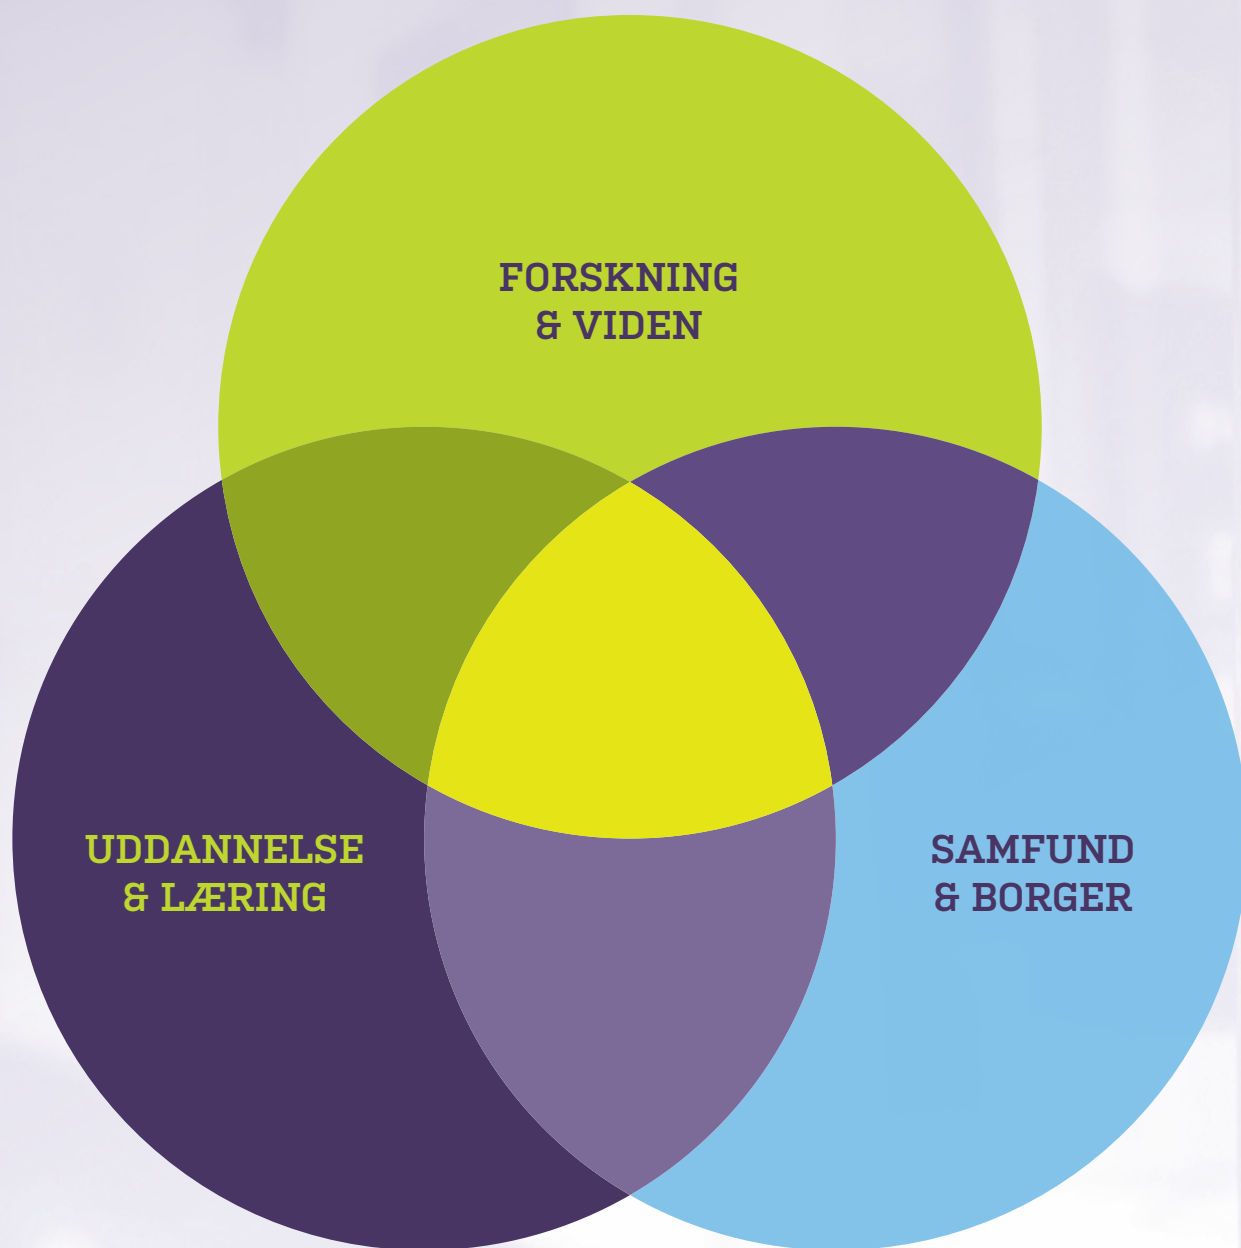 FORSKNING
& VIDEN
UDDANNELSE
& LÆRING
SAMFUND
& BORGER